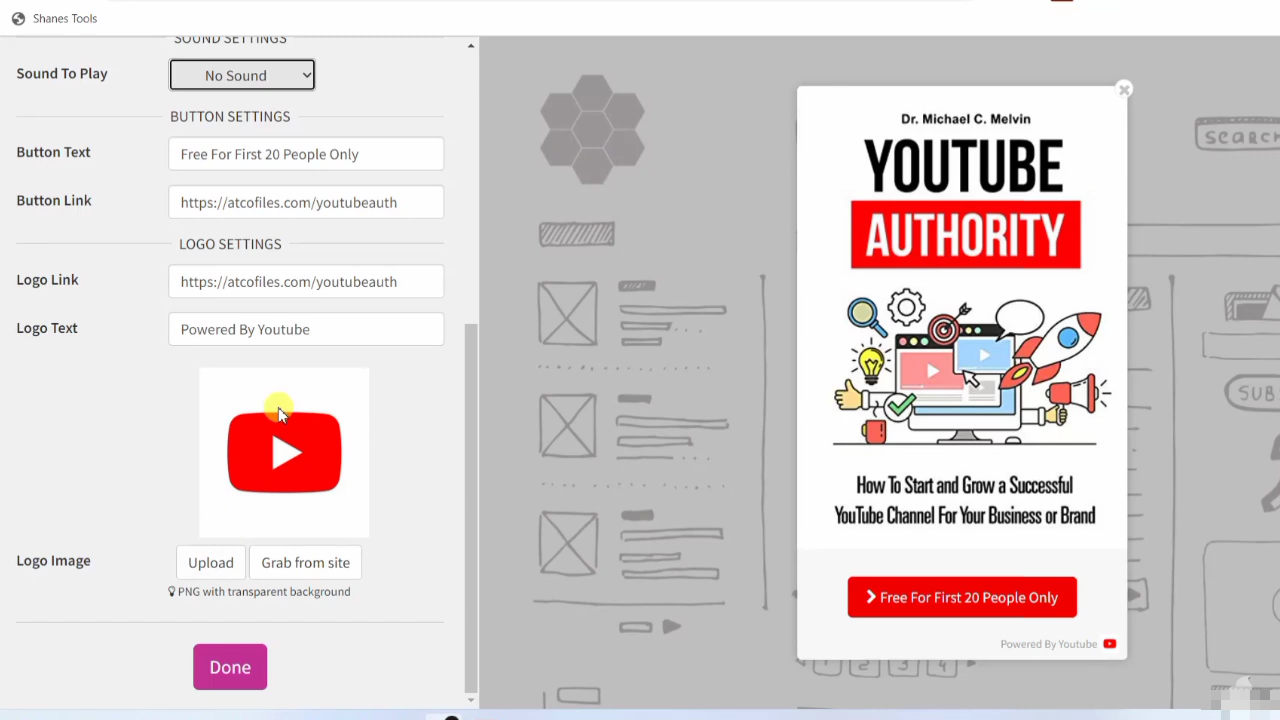 Shanes Tools
SOUND SETTINGS
Sound To Play
No Sound
BUTTON SETTINGS
Button Text
Free For First 20 People Only
Button Link
https://atcofiles.com/youtubeauth
LOGO SETTINGS
Logo Link
https://atcofiles.com/youtubeauth
Logo Text
Powered By Youtube
Logo Image
Upload
Grab from site
PNG with transparent background
Done
Dr. Michael C. Melvin
YOUTUBE
AUTHORITY
How To Start and Grow a Successful
YouTube Channel For Your Business or Brand
Free For First 20 People Only
Powered By Youtube
SEARCH
SUB
1 2 3 4